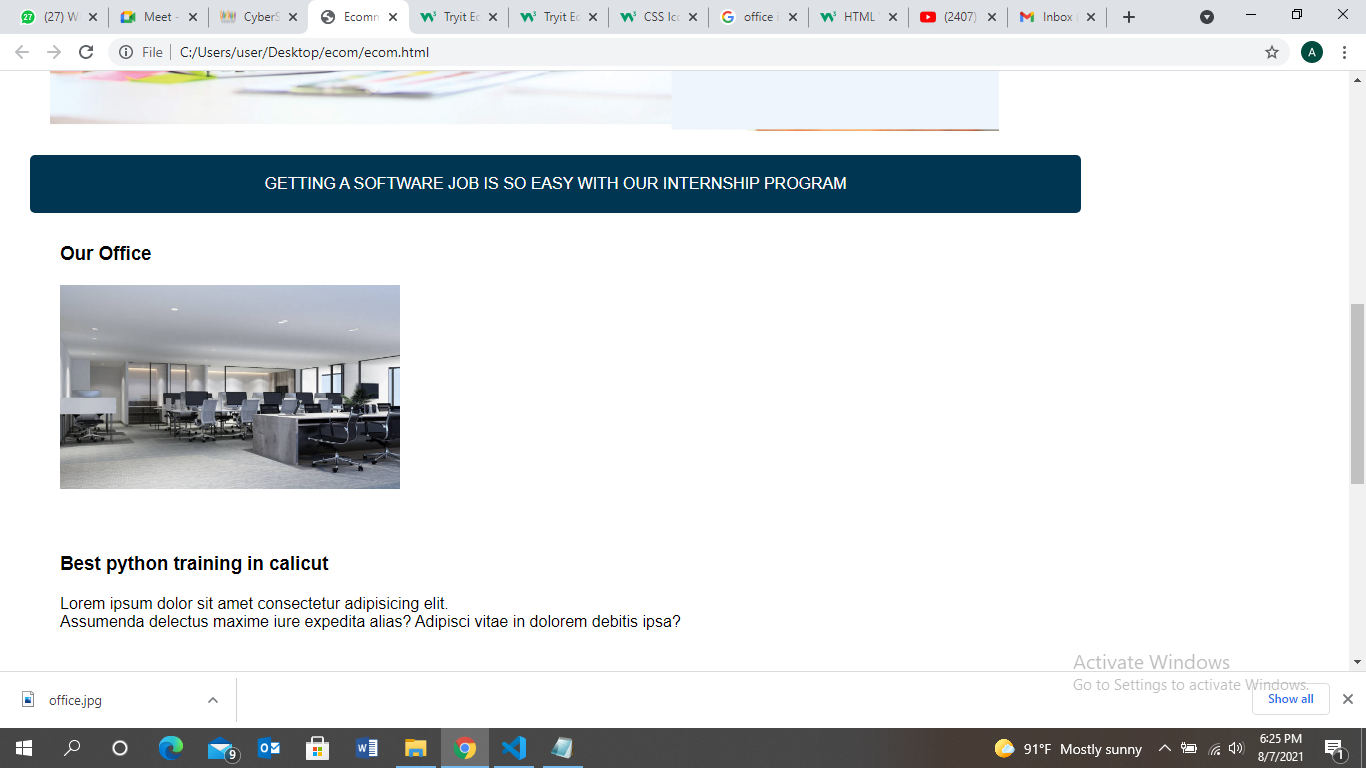 27 (27) W
Meet -
CyberS
Ecomm
Tryit Ed
Tryit Ed
CSS Ico
office i
HTML
(2407)
Inbox
File C:/Users/user/Desktop/ecom/ecom.html A
GETTING A SOFTWARE JOB IS SO EASY WITH OUR INTERNSHIP PROGRAM
Our Office
Best python training in calicut
Lorem ipsum dolor sit amet consectetur adipisicing elit.
Assumenda delectus maxime iure expedita alias? Adipisci vitae in dolorem debitis ipsa?
Activate Windows
Go to Settings to activate Windows.
office.jpg
Show all
9
91°F Mostly sunny
6:25 PM
8/7/2021
1